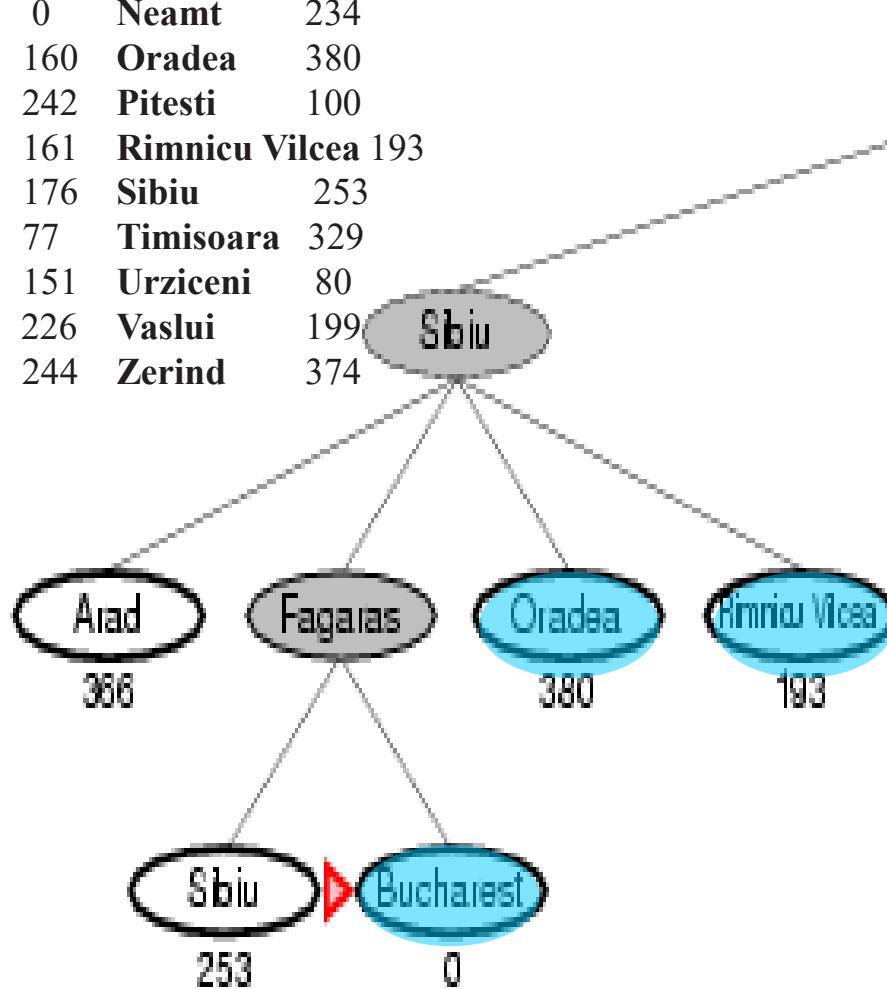 0 Neamt 234
160 Oradea 380
242 Pitesti 100
161 Rimnicu Vilcea 193
176 Sibiu 253
77 Timisoara 329
151 Urziceni 80
226 Vaslui 199
244 Zerind 374
Sibiu
Arad Fagaras Oradea Rimnicu Vilcea
366 380 193
Sibiu Bucharest
253 0